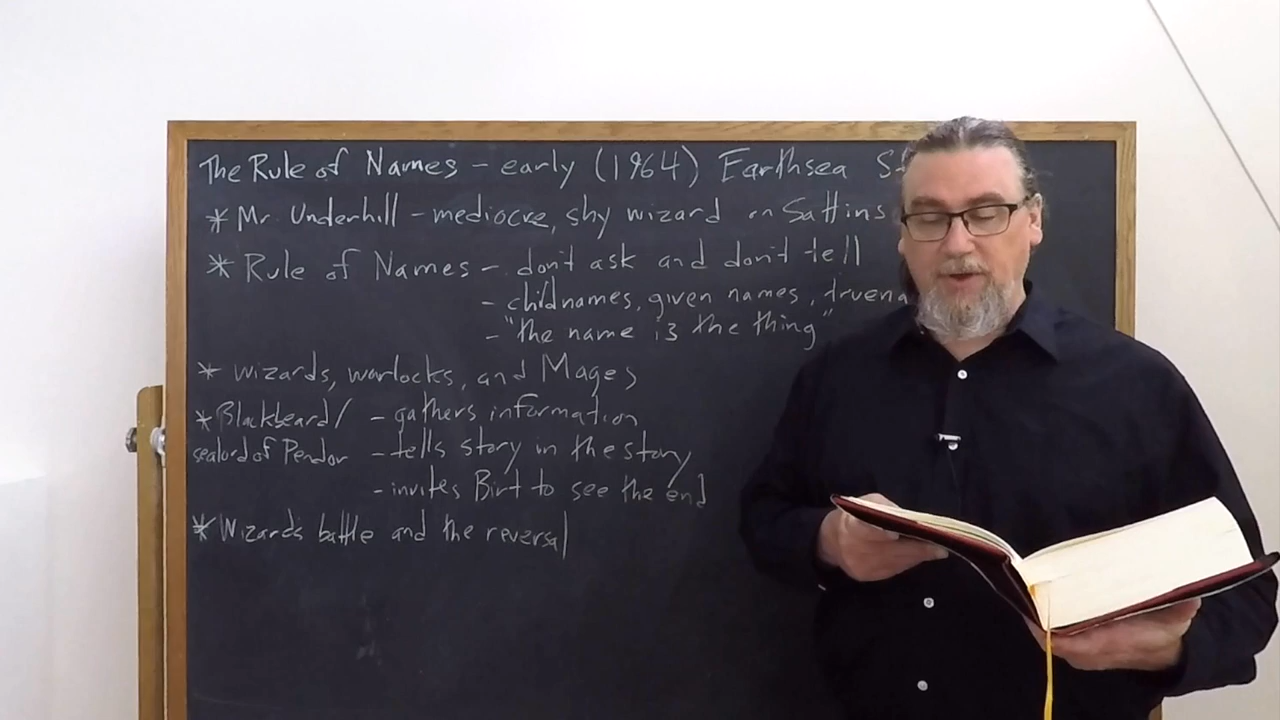 The Rule of Names - early (1964) Earthsea St
* Mr. Underhill - mediocre, shy wizard on Sattins
* Rule of Names - don't ask and don't tell
- childnames, given names, truena
- "the name is the thing"
* wizards, warlocks, and Mages
* Blackbeard/ - gathers information
sealord of Pendor - tells story in the story
- invites Birt to see the end
* Wizards battle and the reversal